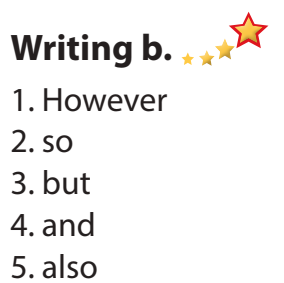 Writing b.
1. However
2. so
3. but
4. and
5. also